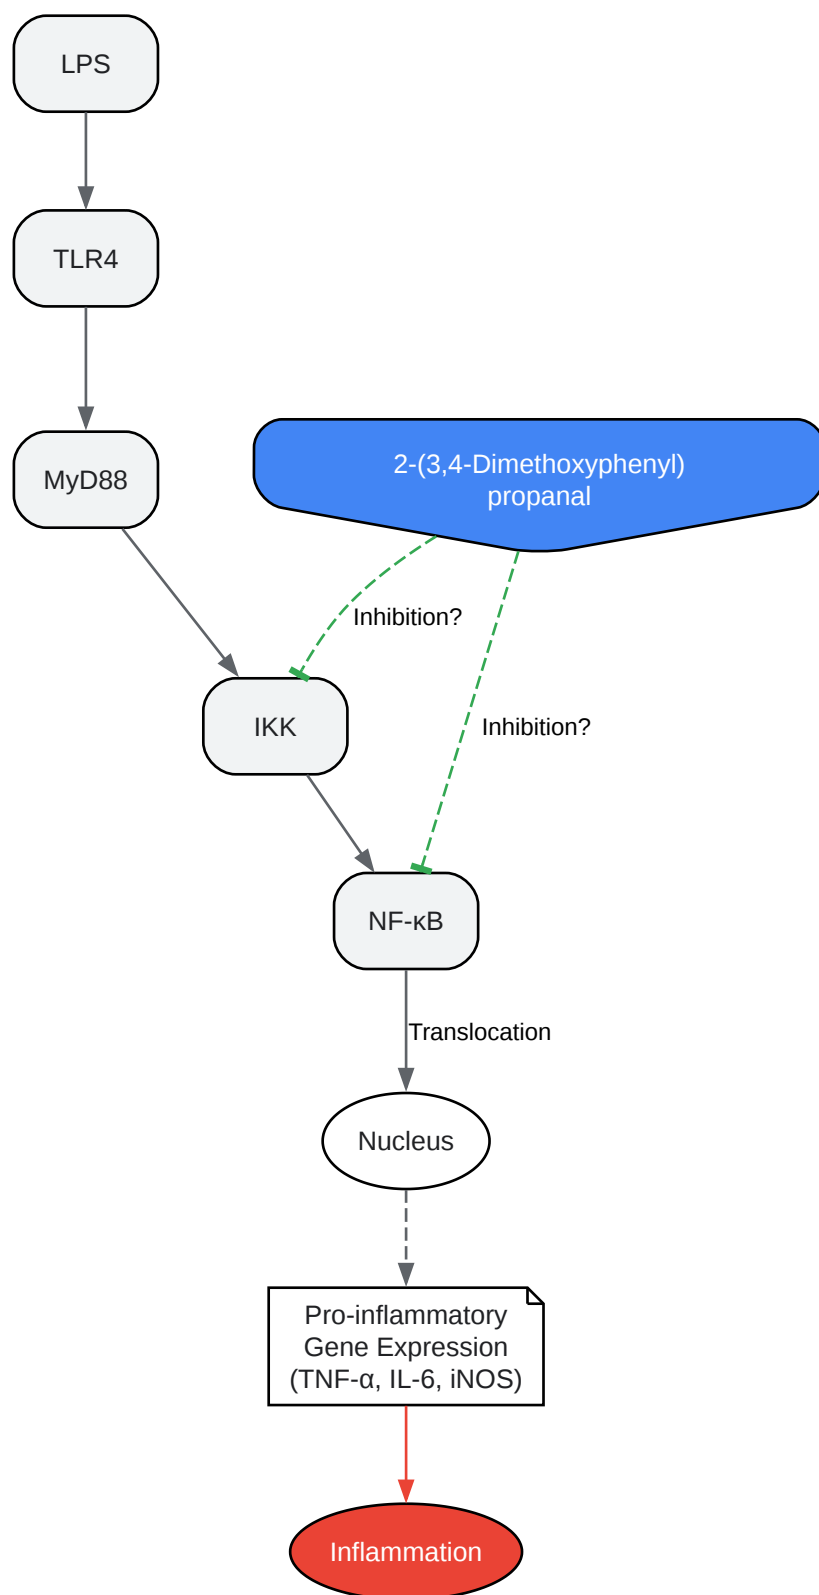 LPS
TLR4
MyD88
2-(3,4-Dimethoxyphenyl)
propanal
Inhibition?
IKK
Inhibition?
NF-κB
Translocation
Nucleus
Pro-inflammatory
Gene Expression
(TNF-α, IL-6, iNOS)
Inflammation